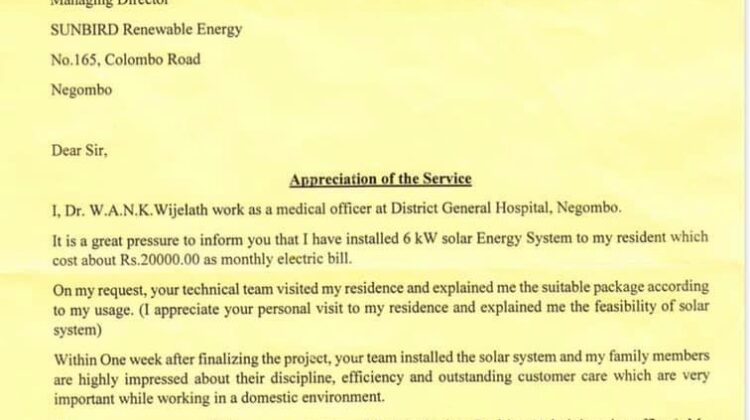 Managing Director
SUNBIRD Renewable Energy
No.165, Colombo Road
Negombo
Dear Sir,
Appreciation of the Service
I, Dr. W.A.N.K.Wijelath work as a medical officer at District General Hospital, Negombo.
It is a great pressure to inform you that I have installed 6 kW solar Energy System to my resident which
cost about Rs.20000.00 as monthly electric bill.
On my request, your technical team visited my residence and explained me the suitable package according
to my usage. (I appreciate your personal visit to my residence and explained me the feasibility of solar
system)
Within One week after finalizing the project, your team installed the solar system and my family members
are highly impressed about their discipline, efficiency and outstanding customer care which are very
important while working in a domestic environment.